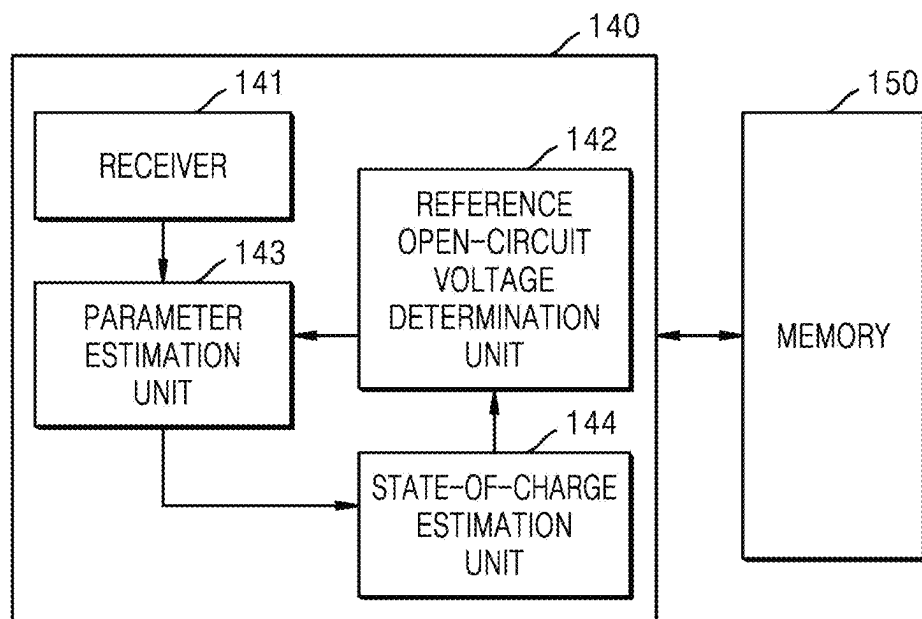 140
141
RECEIVER
142
REFERENCE
OPEN-CIRCUIT
VOLTAGE
DETERMINATION
UNIT
143
PARAMETER
ESTIMATION
UNIT
144
STATE-OF-CHARGE
ESTIMATION
UNIT
150
MEMORY